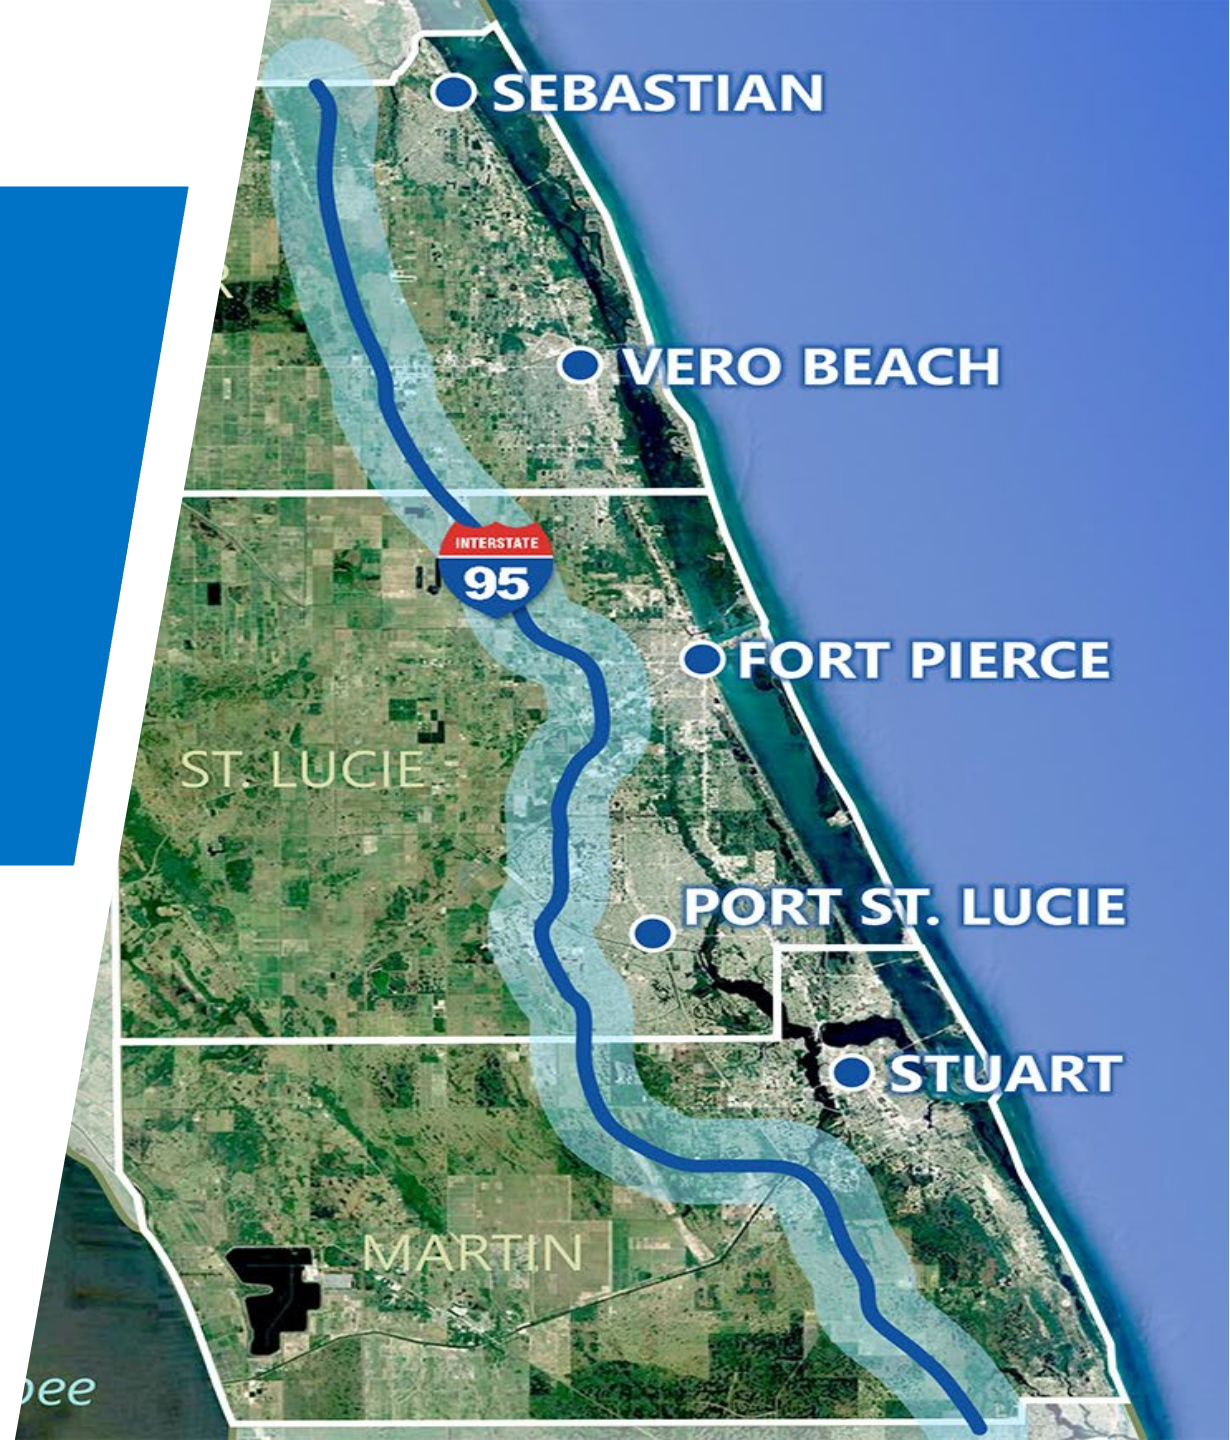 SEBASTIAN
VERO BEACH
INTERSTATE
95
FORT PIERCE
ST. LUCIE
PORT ST. LUCIE
STUART
MARTIN
bee